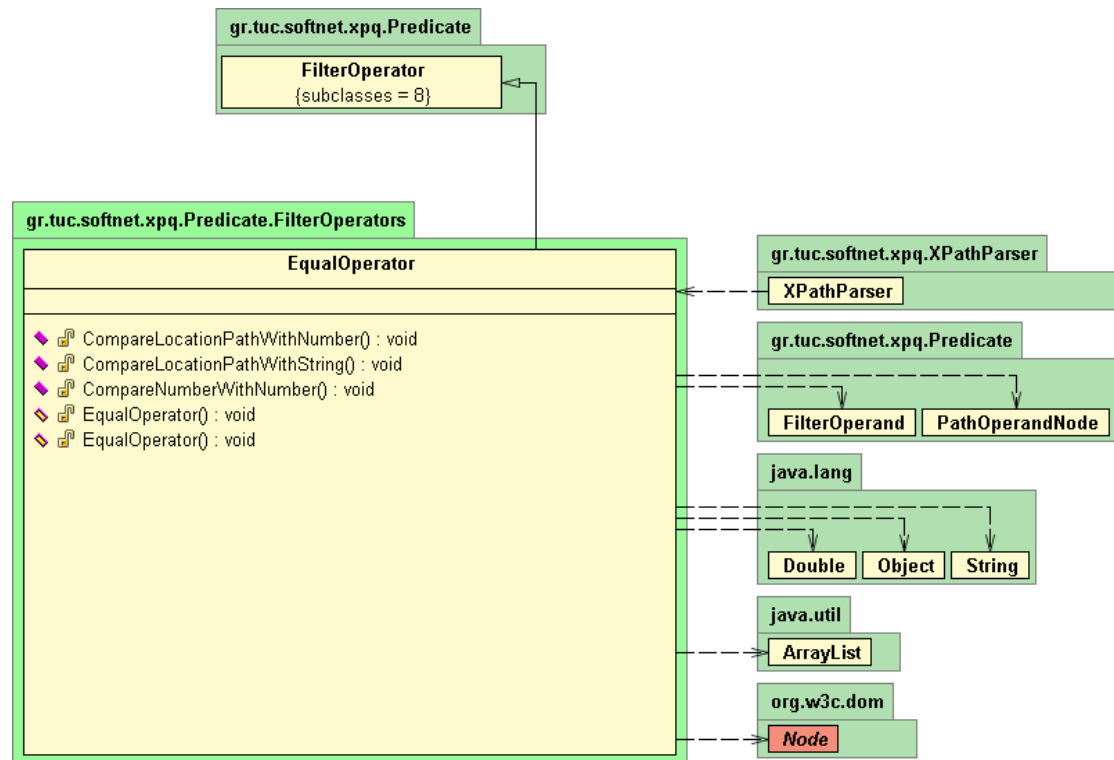 gr.tuc.softnet.xpq.Predicate
FilterOperator
{subclasses = 8}
gr.tuc.softnet.xpq.Predicate.FilterOperators
EqualOperator
CompareLocationPathWithNumber() : void
CompareLocationPathWithString() : void
CompareNumberWithNumber() : void
EqualOperator() : void
EqualOperator() : void
gr.tuc.softnet.xpq.XPathParser
XPathParser
gr.tuc.softnet.xpq.Predicate
FilterOperand PathOperandNode
java.lang
Double Object String
java.util
ArrayList
org.w3c.dom
Node